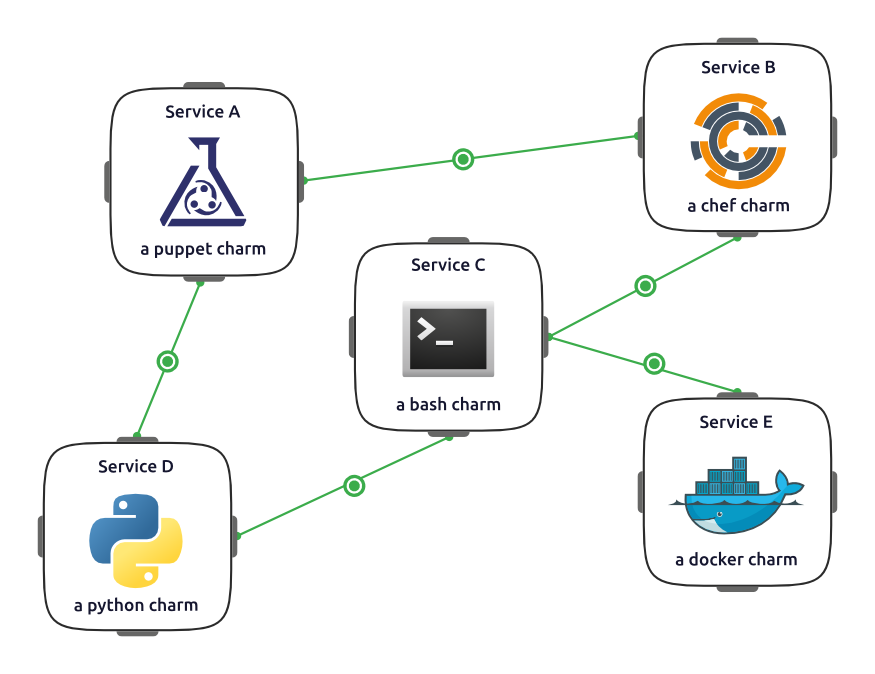 Service A
a puppet charm
Service B
a chef charm
Service C
>_
a bash charm
Service D
a python charm
Service E
a docker charm